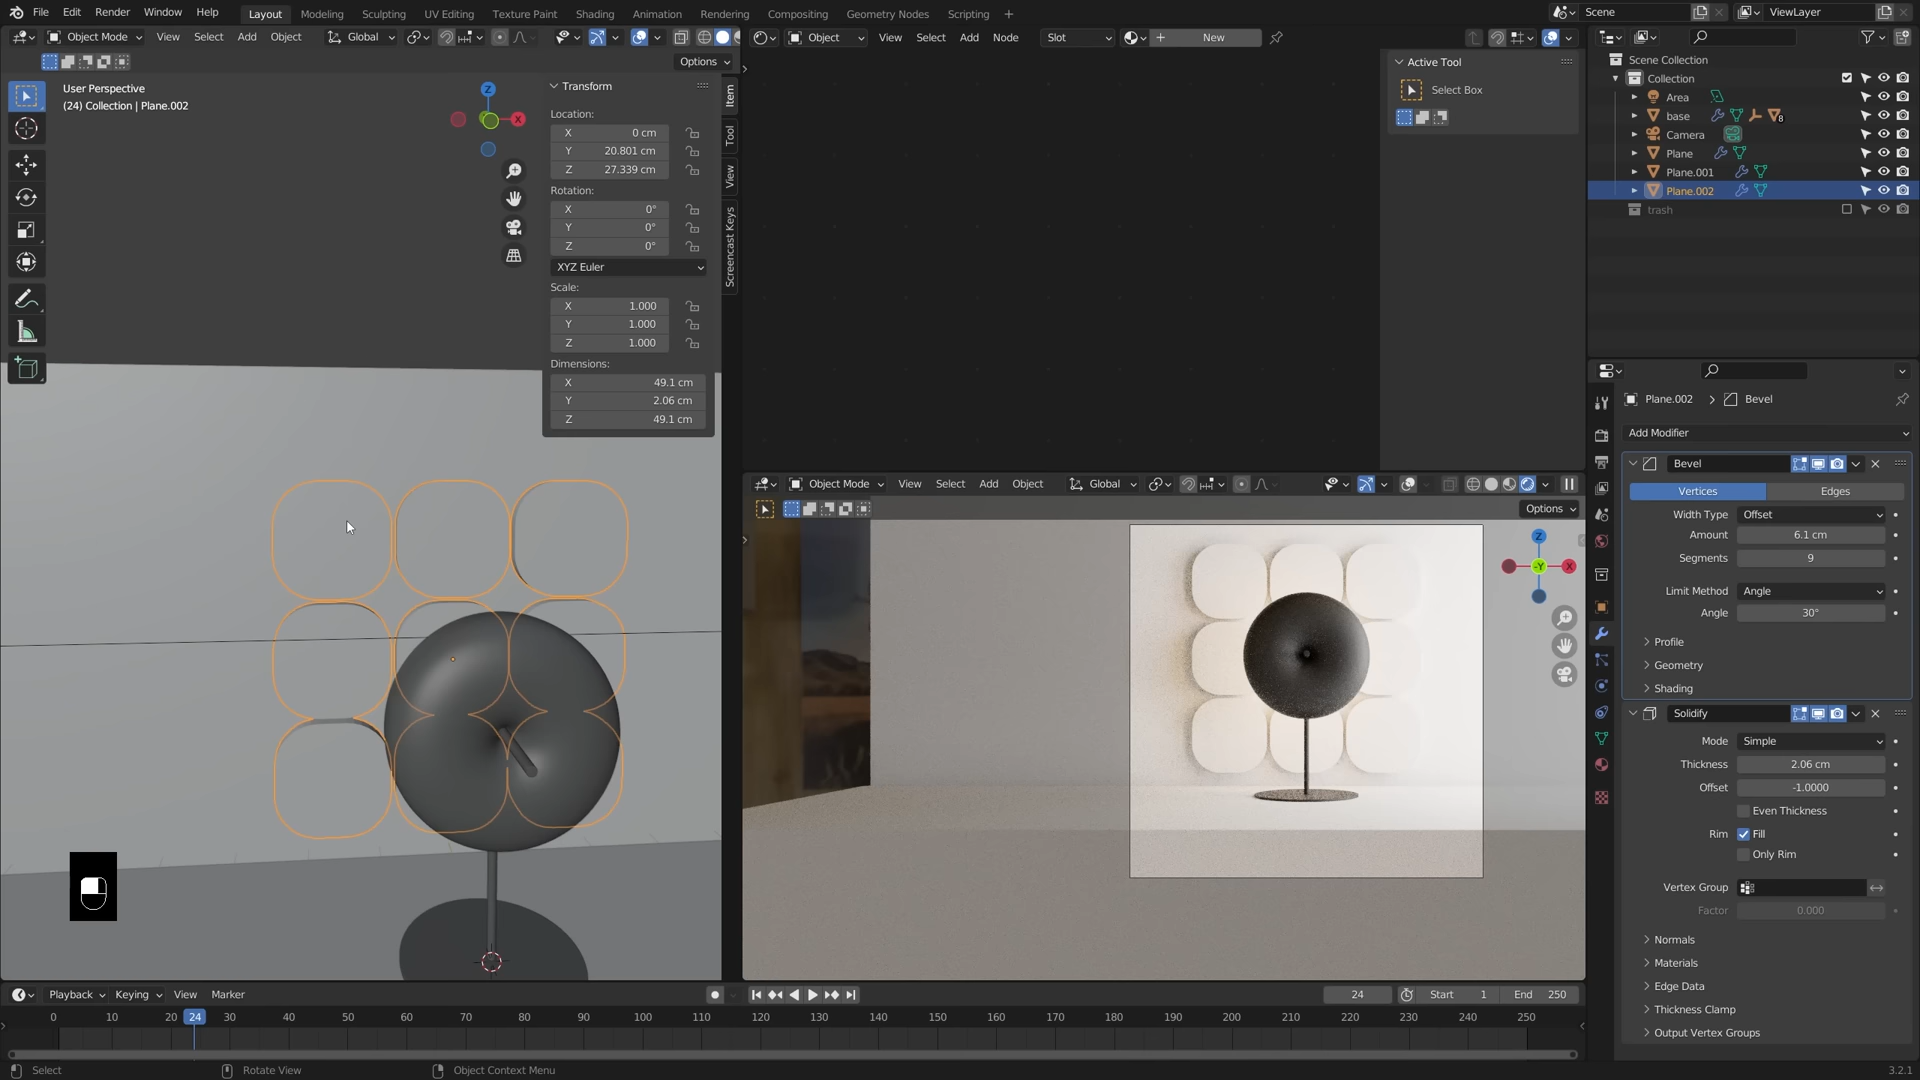 File Edit Render Window Help Layout Modeling Sculpting UV Editing Texture Paint Shading Animation Rendering Compositing Geometry Nodes Scripting + Scene ViewLayer
Object Mode View Select Add Object Global
Object View Select Add Node Slot New
Options
User Perspective
(24) Collection | Plane.002
Z
X
Transform
Location:
X 0 cm
Y 20.801 cm
Z 27.339 cm
Rotation:
X 0°
Y 0°
Z 0°
XYZ Euler
Scale:
X 1.000
Y 1.000
Z 1.000
Dimensions:
X 49.1 cm
Y 2.06 cm
Z 49.1 cm
Item
Tool
View
Screencast Keys
Active Tool
Select Box
Scene Collection
Collection
Area
base 8
Camera
Plane
Plane.001
Plane.002
trash
Plane.002 Bevel
Add Modifier
Bevel
Vertices Edges
Width Type Offset
Amount 6.1 cm
Segments 9
Limit Method Angle
Angle 30°
Profile
Geometry
Shading
Solidify
Mode Simple
Thickness 2.06 cm
Offset -1.0000
Even Thickness
Rim Fill
Only Rim
Vertex Group
Factor 0.000
Normals
Materials
Edge Data
Thickness Clamp
Output Vertex Groups
Object Mode View Select Add Object Global
Options
Z
-Y
X
Playback Keying View Marker
24 Start 1 End 250
0 10 20 24 30 40 50 60 70 80 90 100 110 120 130 140 150 160 170 180 190 200 210 220 230 240 250
Select Rotate View Object Context Menu 3.2.1